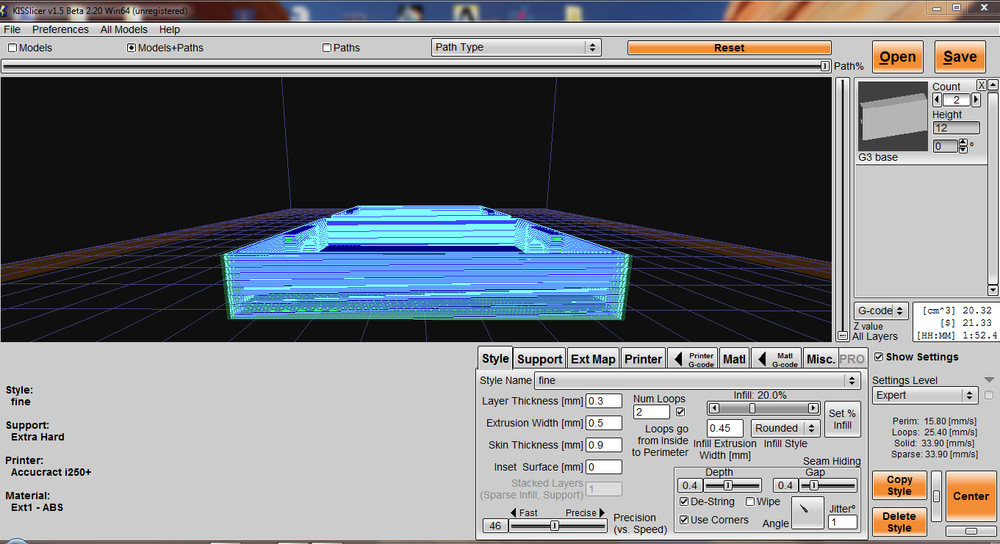 KISSlicer v1.5 Beta 2.20 Win64 (unregistered)
File Preferences All Models Help
Models Models+Paths Paths Path Type Reset
Path%
Open Save
X
Count
2
Height
12
0 º
G3 base
G-code
Z value
All Layers
[cm^3] 20.32
[$] 21.33
[HH:MM] 1:52.4
Style:
fine
Support:
Extra Hard
Printer:
Accucract i250+
Material:
Ext1 - ABS
Style Support Ext Map Printer Printer G-code Matl Matl G-code Misc. PRO
Style Name fine
Layer Thickness [mm] 0.3
Extrusion Width [mm] 0.5
Skin Thickness [mm] 0.9
Inset Surface [mm] 0
Stacked Layers
(Sparse Infill, Support) 1
Fast Precise
46
Precision
(vs. Speed)
Num Loops
2
Loops go
from Inside
to Perimeter
Infill: 20.0%
Set %
Infill
0.45 Rounded
Infill Extrusion
Width [mm]
Infill Style
Seam Hiding
Depth Gap
0.4 0.4
De-String Wipe
Use Corners Angle
Jitterº
1
Show Settings
Settings Level
Expert
Perim: 15.80 [mm/s]
Loops: 25.40 [mm/s]
Solid: 33.90 [mm/s]
Sparse: 33.90 [mm/s]
Copy
Style
Delete
Style
Center